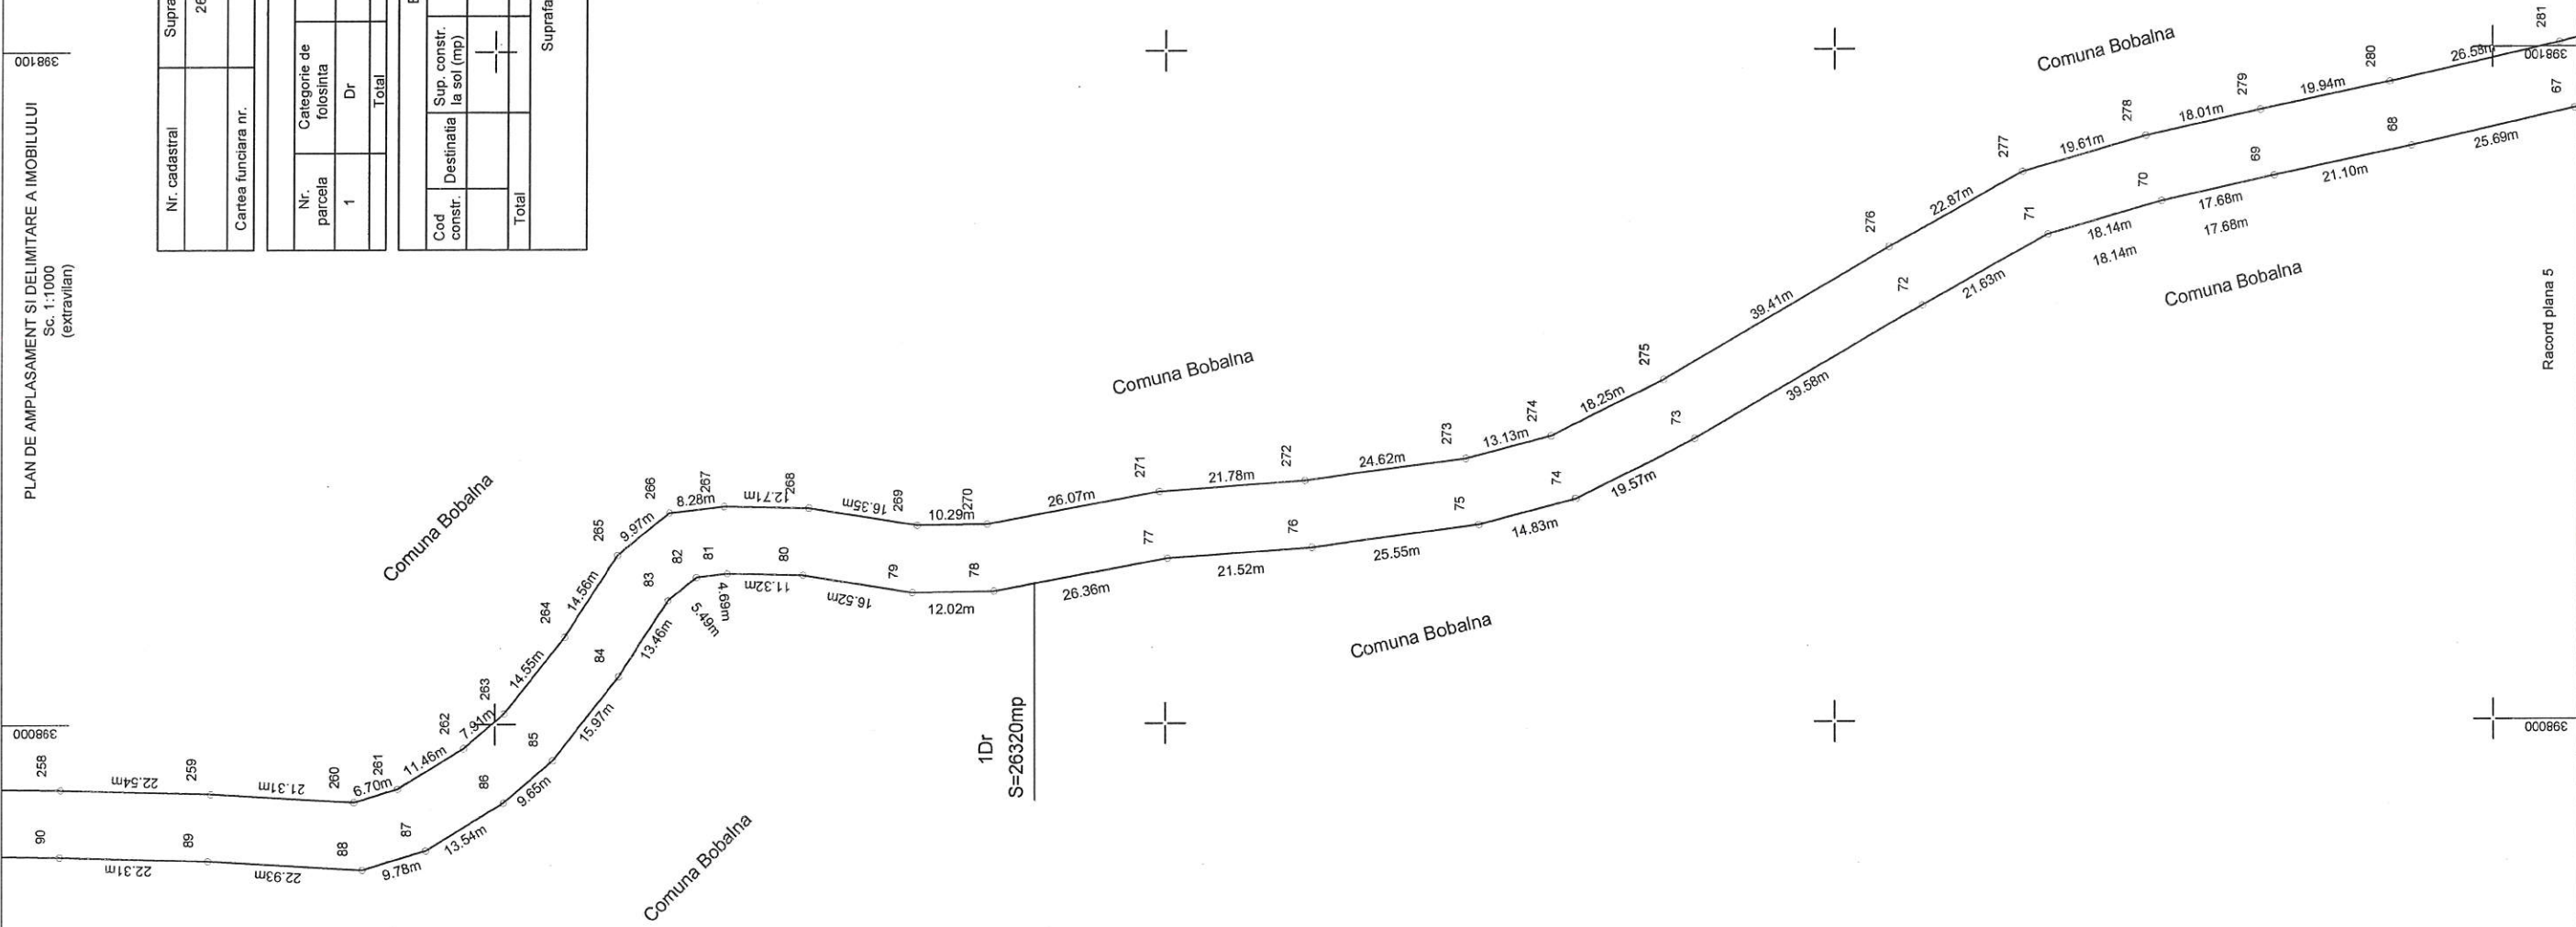 398100
PLAN DE AMPLASAMENT SI DELIMITARE A IMOBILULUI
Sc. 1:1000
(extravilan)
398000
Nr. cadastral
Cartea funciara nr.
Nr. parcela
Categorie de folosinta
1
Dr
Total
Cod constr.
Destinatia
Sup. constr. la sol (mp)
Total
Comuna Bobalna
Comuna Bobalna
Comuna Bobalna
Comuna Bobalna
Comuna Bobalna
Comuna Bobalna
258
22.54m
259
21.31m
260
6.70m
261
11.46m
262
7.91m
263
14.55m
264
14.56m
265
9.97m
266
8.28m
267
12.71m
268
16.35m
269
10.29m
270
26.07m
271
21.78m
272
24.62m
273
13.13m
274
18.25m
275
39.41m
276
22.87m
277
19.61m
278
18.01m
279
19.94m
280
26.58m
281
398100
90
22.31m
89
22.93m
88
9.78m
87
13.54m
86
9.65m
85
15.97m
84
13.46m
83
5.49m
82
4.69m
81
11.32m
80
16.52m
79
12.02m
78
26.36m
77
21.52m
76
25.55m
75
14.83m
74
19.57m
73
39.58m
72
21.63m
71
18.14m
18.14m
70
17.68m
17.68m
69
21.10m
68
25.69m
67
1Dr
S=26320mp
Racord plana 5
398000